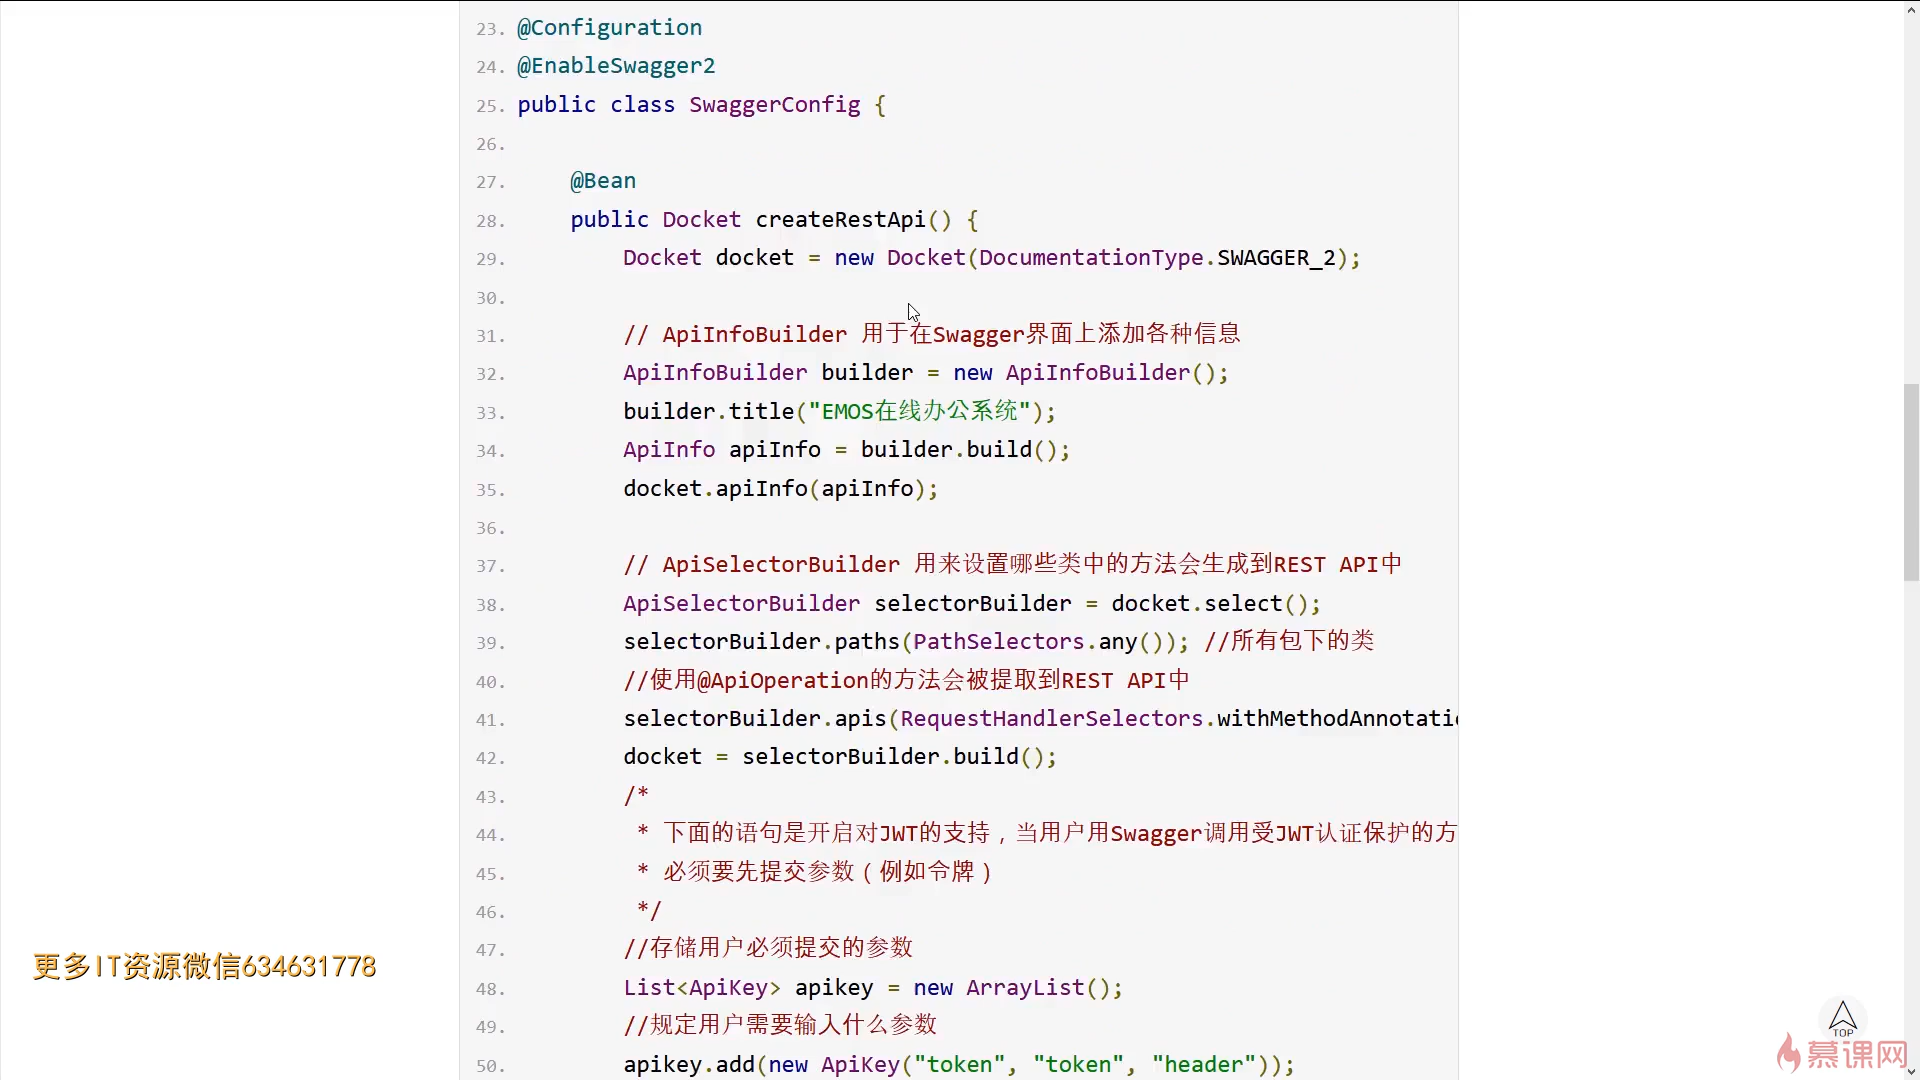 23. @Configuration
24. @EnableSwagger2
25. public class SwaggerConfig {
26.
27. @Bean
28. public Docket createRestApi() {
29. Docket docket = new Docket(DocumentationType.SWAGGER_2);
30.
31. // ApiInfoBuilder 用于在Swagger界面上添加各种信息
32. ApiInfoBuilder builder = new ApiInfoBuilder();
33. builder.title("EMOS在线办公系统");
34. ApiInfo apiInfo = builder.build();
35. docket.apiInfo(apiInfo);
36.
37. // ApiSelectorBuilder 用来设置哪些类中的方法会生成到REST API中
38. ApiSelectorBuilder selectorBuilder = docket.select();
39. selectorBuilder.paths(PathSelectors.any()); //所有包下的类
40. //使用@ApiOperation的方法会被提取到REST API中
41. selectorBuilder.apis(RequestHandlerSelectors.withMethodAnnotatio
42. docket = selectorBuilder.build();
43. /*
44. * 下面的语句是开启对JWT的支持，当用户用Swagger调用受JWT认证保护的方
45. * 必须要先提交参数（例如令牌）
46. */
47. //存储用户必须提交的参数
48. List<ApiKey> apikey = new ArrayList();
49. //规定用户需要输入什么参数
50. apikey.add(new ApiKey("token", "token", "header"));
更多IT资源微信634631778
TOP
慕课网